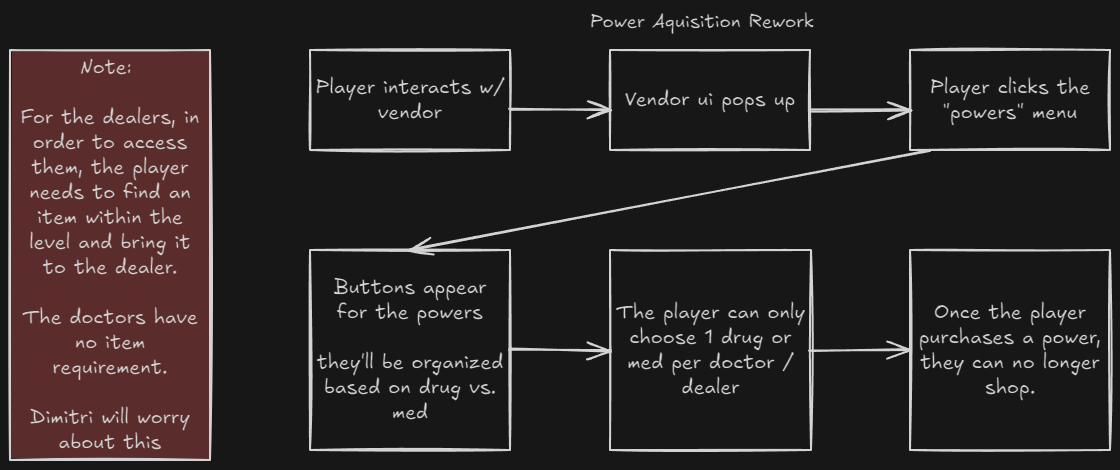 Power Aquisition Rework
Note:
For the dealers, in
order to access
them, the player
needs to find an
item within the
level and bring it
to the dealer.
The doctors have
no item
requirement.
Dimitri will worry
about this
Player interacts w/
vendor
Vendor ui pops up
Player clicks the
"powers" menu
Buttons appear
for the powers
they'll be organized
based on drug vs.
med
The player can only
choose 1 drug or
med per doctor /
dealer
Once the player
purchases a power,
they can no longer
shop.